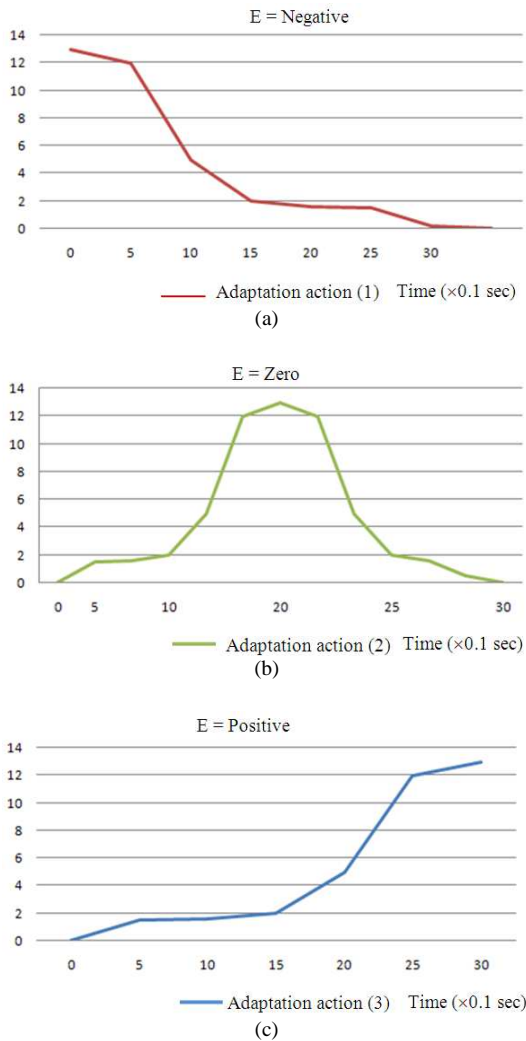 E = Negative
14
12
10
8
6
4
2
0
0 5 10 15 20 25 30
Adaptation action (1) Time (×0.1 sec)
(a)
E = Zero
14
12
10
8
6
4
2
0
0 5 10 20 25 30
Adaptation action (2) Time (×0.1 sec)
(b)
E = Positive
14
12
10
8
6
4
2
0
0 5 10 15 20 25 30
Adaptation action (3) Time (×0.1 sec)
(c)